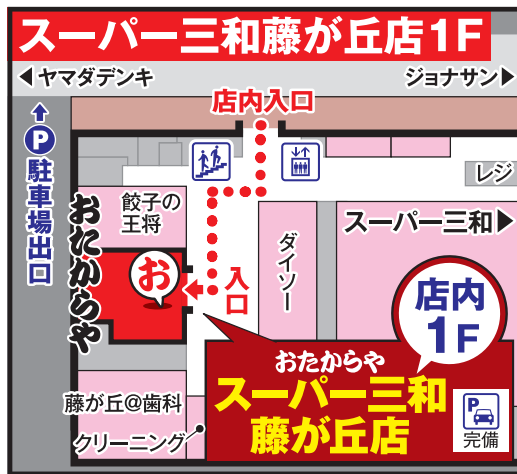 スーパー三和藤が丘店1F
◀ヤマダデンキ
ジョナサン▶
店内入口
P
駐車場出口
レジ
餃子の
王将
スーパー三和▶
おたからや
お
入口
ダイソー
店内
1F
おたからや
スーパー三和
藤が丘店
藤が丘@歯科
クリーニング
P
完備